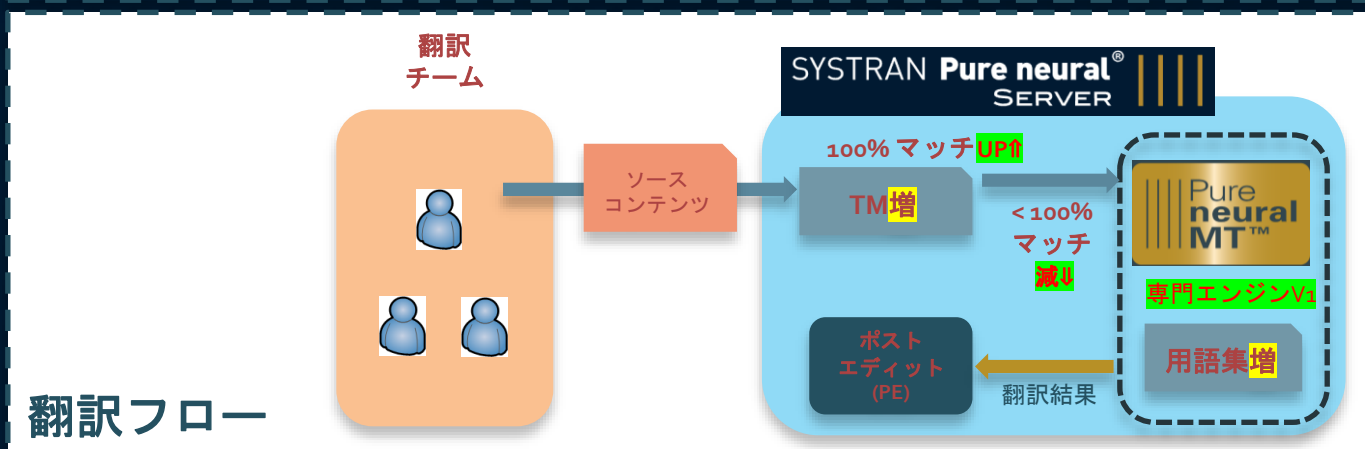 翻訳
チーム
SYSTRAN Pure neural®
SERVER
100% マッチUP⇑
ソース
コンテンツ
TM増
< 100%
マッチ
減⇓
Pure
neural
MT™
専門エンジンV1
ポスト
エディット
(PE)
用語集増
翻訳結果
翻訳フロー